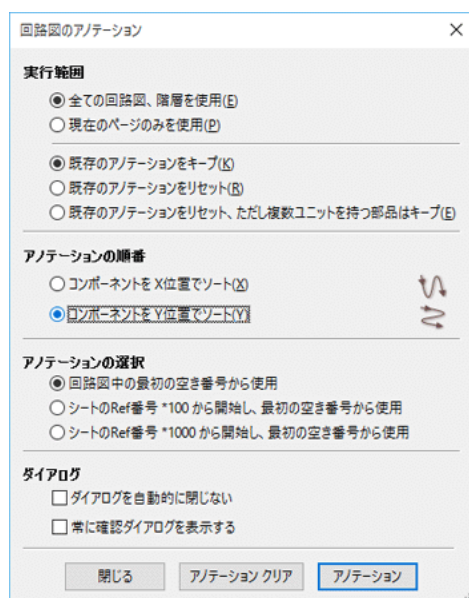 回路図のアノテーション
実行範囲
全ての回路図、階層を使用(E)
現在のページのみを使用(P)
既存のアノテーションをキープ(K)
既存のアノテーションをリセット(R)
既存のアノテーションをリセット、ただし複数ユニットを持つ部品はキープ(E)
アノテーションの順番
コンポーネントを X位置でソート(X)
コンポーネントを Y位置でソート(Y)
アノテーションの選択
回路図中の最初の空き番号から使用
シートのRef番号 *100 から開始し、最初の空き番号から使用
シートのRef番号 *1000 から開始し、最初の空き番号から使用
ダイアログ
ダイアログを自動的に閉じない
常に確認ダイアログを表示する
閉じる
アノテーション クリア
アノテーション